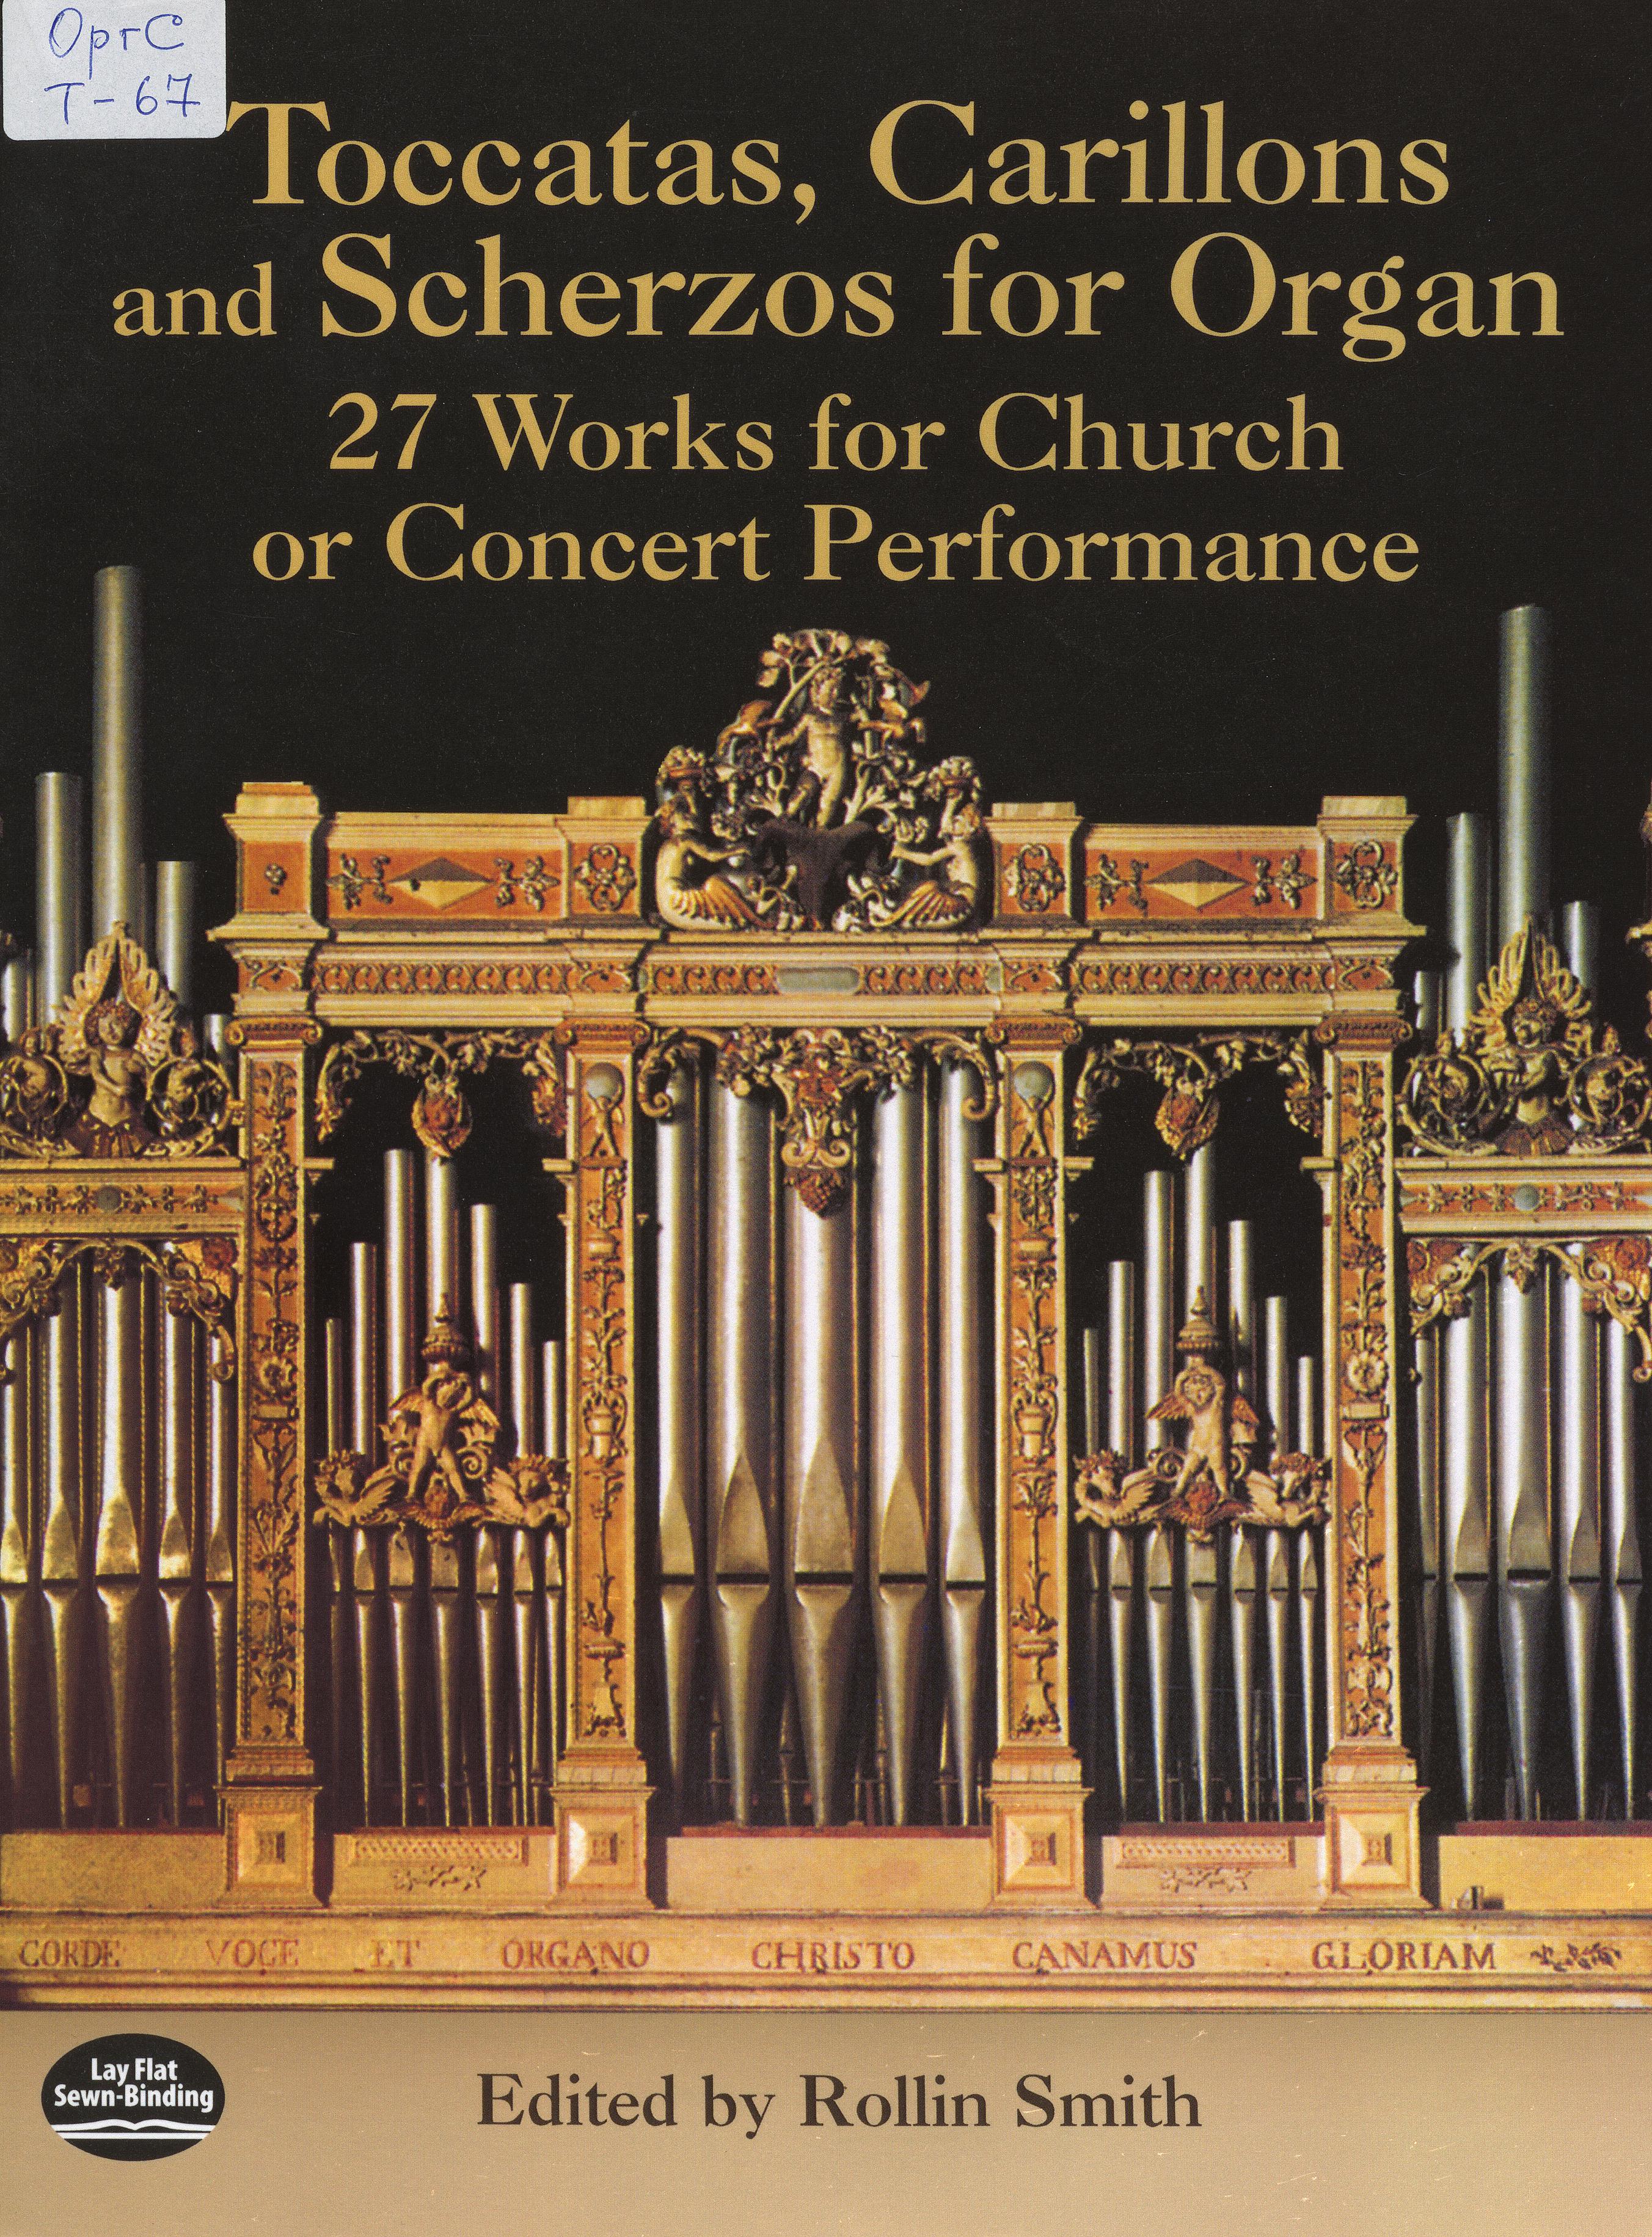 ОргС
Т-67
Toccatas, Carillons
and Scherzos for Organ
27 Works for Church
or Concert Performance
CORDE VOCE ET ORGANO CHRISTO CANAMUS GLORIAM
Lay Flat
Sewn-Binding
Edited by Rollin Smith